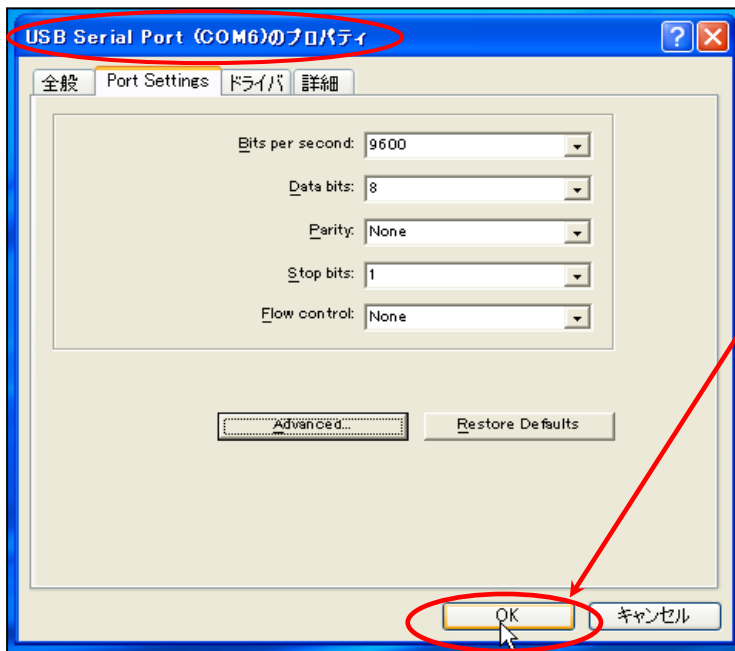 USB Serial Port (COM6)のプロパティ
全般 Port Settings ドライバ 詳細
Bits per second: 9600
Data bits: 8
Parity: None
Stop bits: 1
Flow control: None
Advanced... Restore Defaults
OK キャンセル